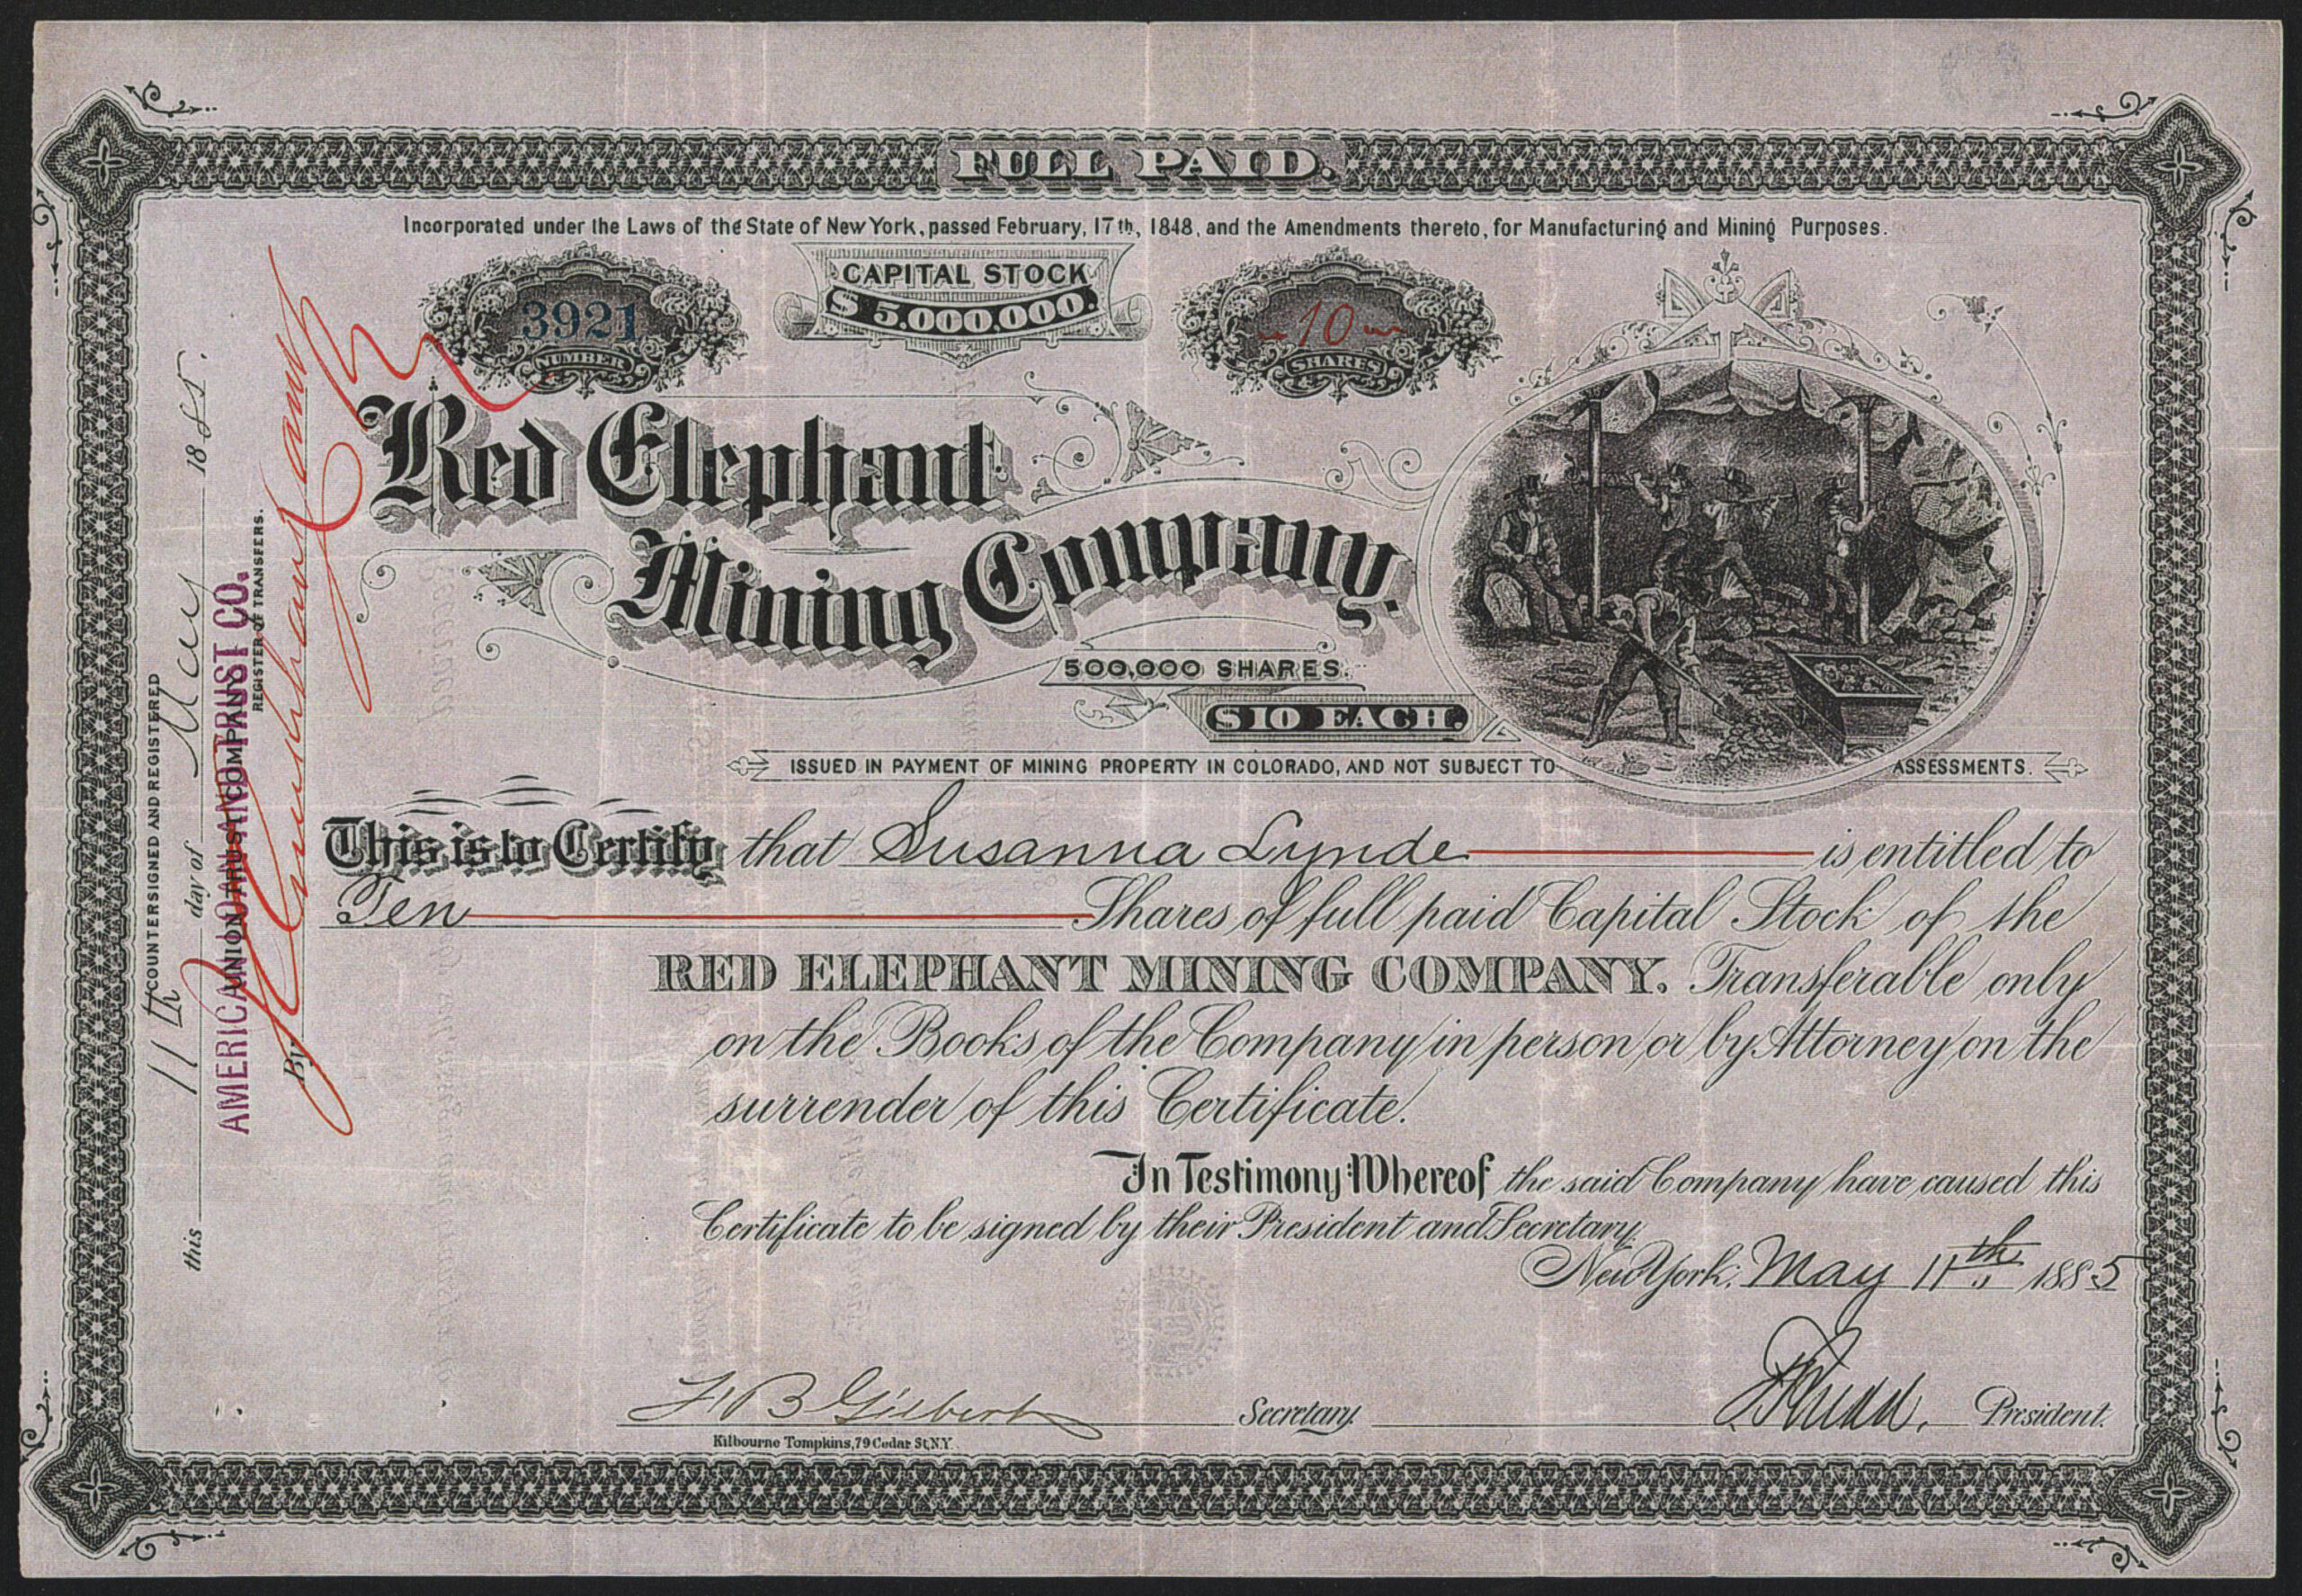 FULL PAID.
Incorporated under the Laws of the State of New York, passed February, 17th, 1848, and the Amendments thereto, for Manufacturing and Mining Purposes.
3921
NUMBER
CAPITAL STOCK
$5,000,000.
10
SHARES
Red Elephant
Mining Company.
500,000 SHARES.
$10 EACH.
ISSUED IN PAYMENT OF MINING PROPERTY IN COLORADO, AND NOT SUBJECT TO ASSESSMENTS.
This is to Certify that Susanna Lynde is entitled to
Ten Shares of full paid Capital Stock of the
RED ELEPHANT MINING COMPANY. Transferable only
on the Books of the Company in person or by Attorney on the
surrender of this Certificate.
In Testimony Whereof the said Company have caused this
Certificate to be signed by their President and Secretary.
New York, May 11th 1885
F B Gilbert Secretary. President.
Kilbourne Tompkins, 79 Cedar St, N.Y.
COUNTERSIGNED AND REGISTERED
this 11th day of May 1885.
AMERICAN LOAN AND TRUST CO.
UNION TRUST COMPANY
REGISTER OF TRANSFERS.
By